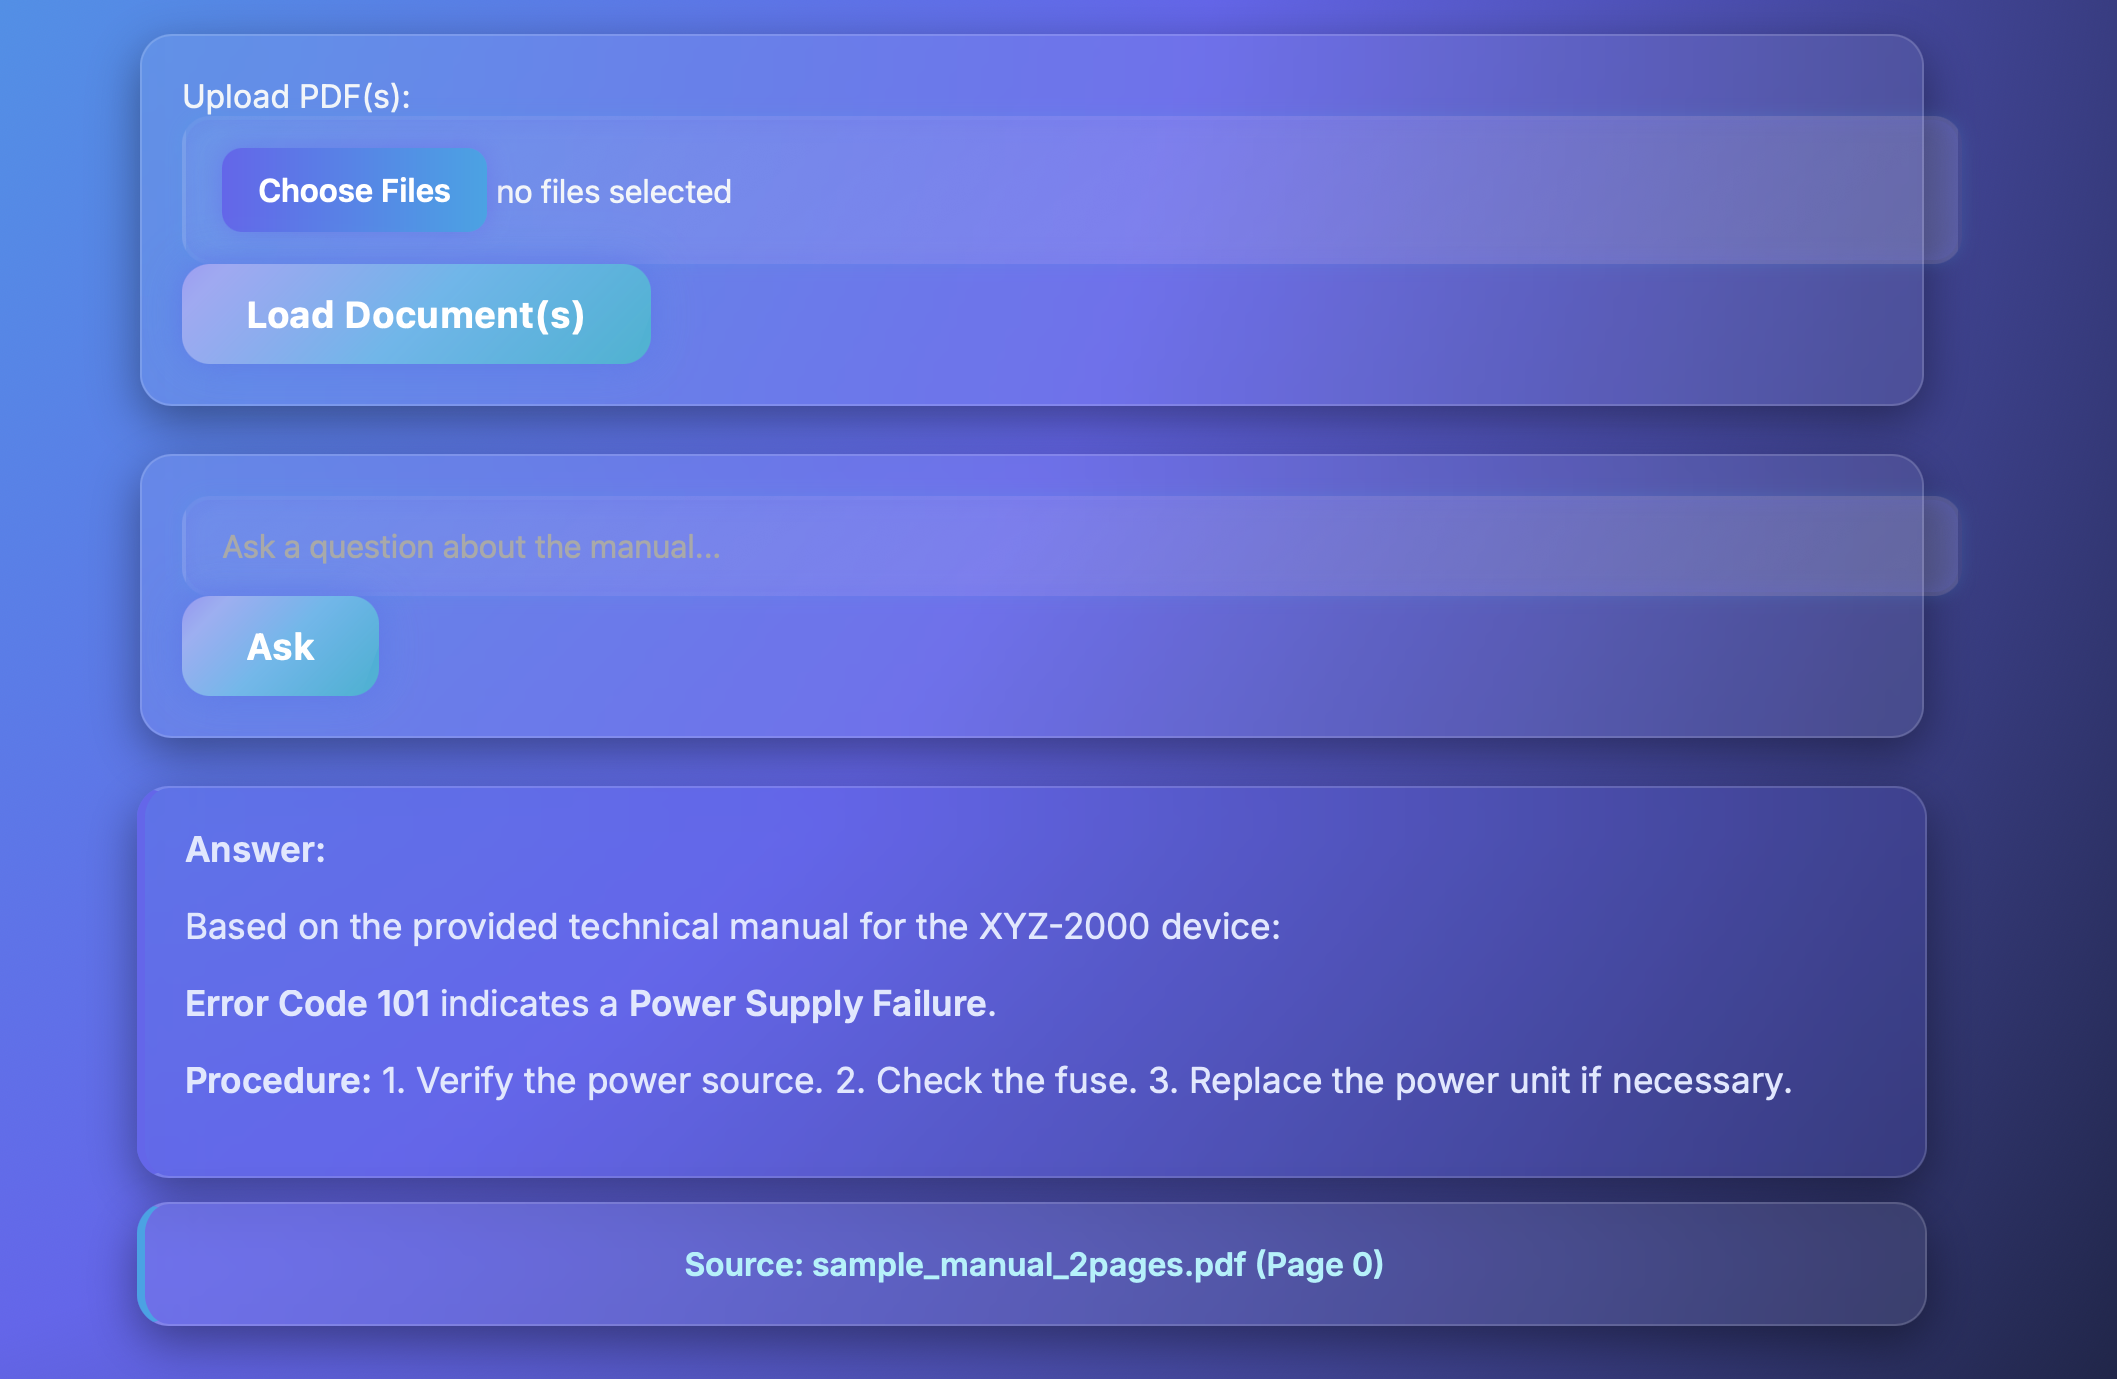 Upload PDF(s):
Choose Files no files selected
Load Document(s)
Ask a question about the manual...
Ask
Answer:
Based on the provided technical manual for the XYZ-2000 device:
Error Code 101 indicates a Power Supply Failure.
Procedure: 1. Verify the power source. 2. Check the fuse. 3. Replace the power unit if necessary.
Source: sample_manual_2pages.pdf (Page 0)